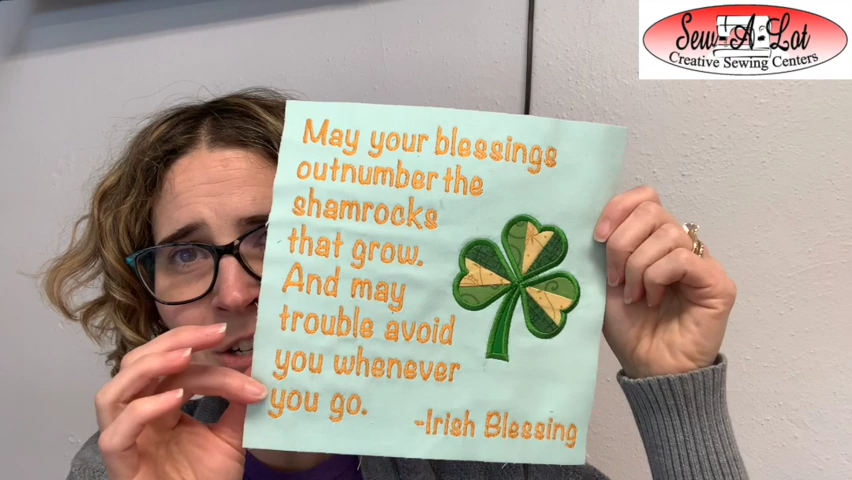 Sew-A-Lot
Creative Sewing Centers
May your blessings
outnumber the
shamrocks
that grow.
And may
trouble avoid
you whenever
you go.
-Irish Blessing